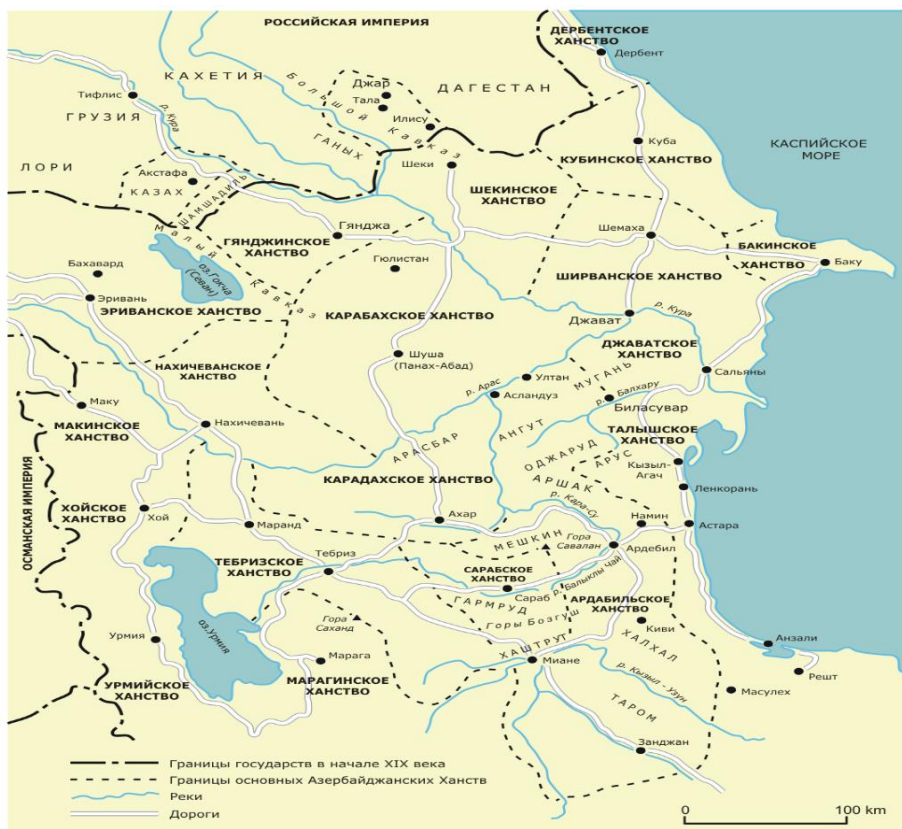 РОССИЙСКАЯ ИМПЕРИЯ
ДЕРБЕНТСКОЕ
ХАНСТВО
Дербент
КАХЕТИЯ
Большой Кавказ
ДАГЕСТАН
Джар
Тала
Илису
Тифлис
р. Кура
ГРУЗИЯ
ГАНЫХ
Куба
КУБИНСКОЕ ХАНСТВО
КАСПИЙСКОЕ
МОРЕ
ЛОРИ
Акстафа
КАЗАХ
ШАМШАДИЛЬ
Шеки
ШЕКИНСКОЕ
ХАНСТВО
Малый Кавказ
ГЯНДЖИНСКОЕ
ХАНСТВО
Гянджа
Шемаха
БАКИНСКОЕ
ХАНСТВО
Баку
Бахавард
оз.Гокча
(Севан)
Гюлистан
ШИРВАНСКОЕ ХАНСТВО
Эривань
ЭРИВАНСКОЕ ХАНСТВО
КАРАБАХСКОЕ ХАНСТВО
Джават
р. Кура
ДЖАВАТСКОЕ
ХАНСТВО
НАХИЧЕВАНСКОЕ
ХАНСТВО
Шуша
(Панах-Абад)
Ултан
МУГАНЬ
Сальяны
р. Арас
Асландуз
р. Балхару
Биласувар
Маку
МАКИНСКОЕ
ХАНСТВО
Нахичевань
АРАСБАР
АНГУТ
ОДЖАРУД
ТАЛЫШСКОЕ
ХАНСТВО
АРУС
Кызыл-
Агач
АРШАК
КАРАДАХСКОЕ ХАНСТВО
Ленкорань
ОСМАНСКАЯ ИМПЕРИЯ
ХОЙСКОЕ
ХАНСТВО
Хой
Маранд
Ахар
р. Кара-Су
Намин
Астара
МЕШКИН
Гора
Савалан
Ардебил
ТЕБРИЗСКОЕ
ХАНСТВО
Тебриз
САРАБСКОЕ
ХАНСТВО
Сараб
р. Балыклы Чай
ГАРМРУД
АРДАБИЛЬСКОЕ
ХАНСТВО
Горы Бозгуш
Киви
оз.Урмия
Гора
Саханд
ХАШТРУТ
ХАЛХАЛ
Анзали
Урмия
Марага
Миане
Решт
УРМИЙСКОЕ
ХАНСТВО
МАРАГИНСКОЕ
ХАНСТВО
р. Кызыл - Узун
Масулех
ТАРОМ
Занджан
Границы государств в начале XIX века
Границы основных Азербайджанских Ханств
Реки
Дороги
0 100 km